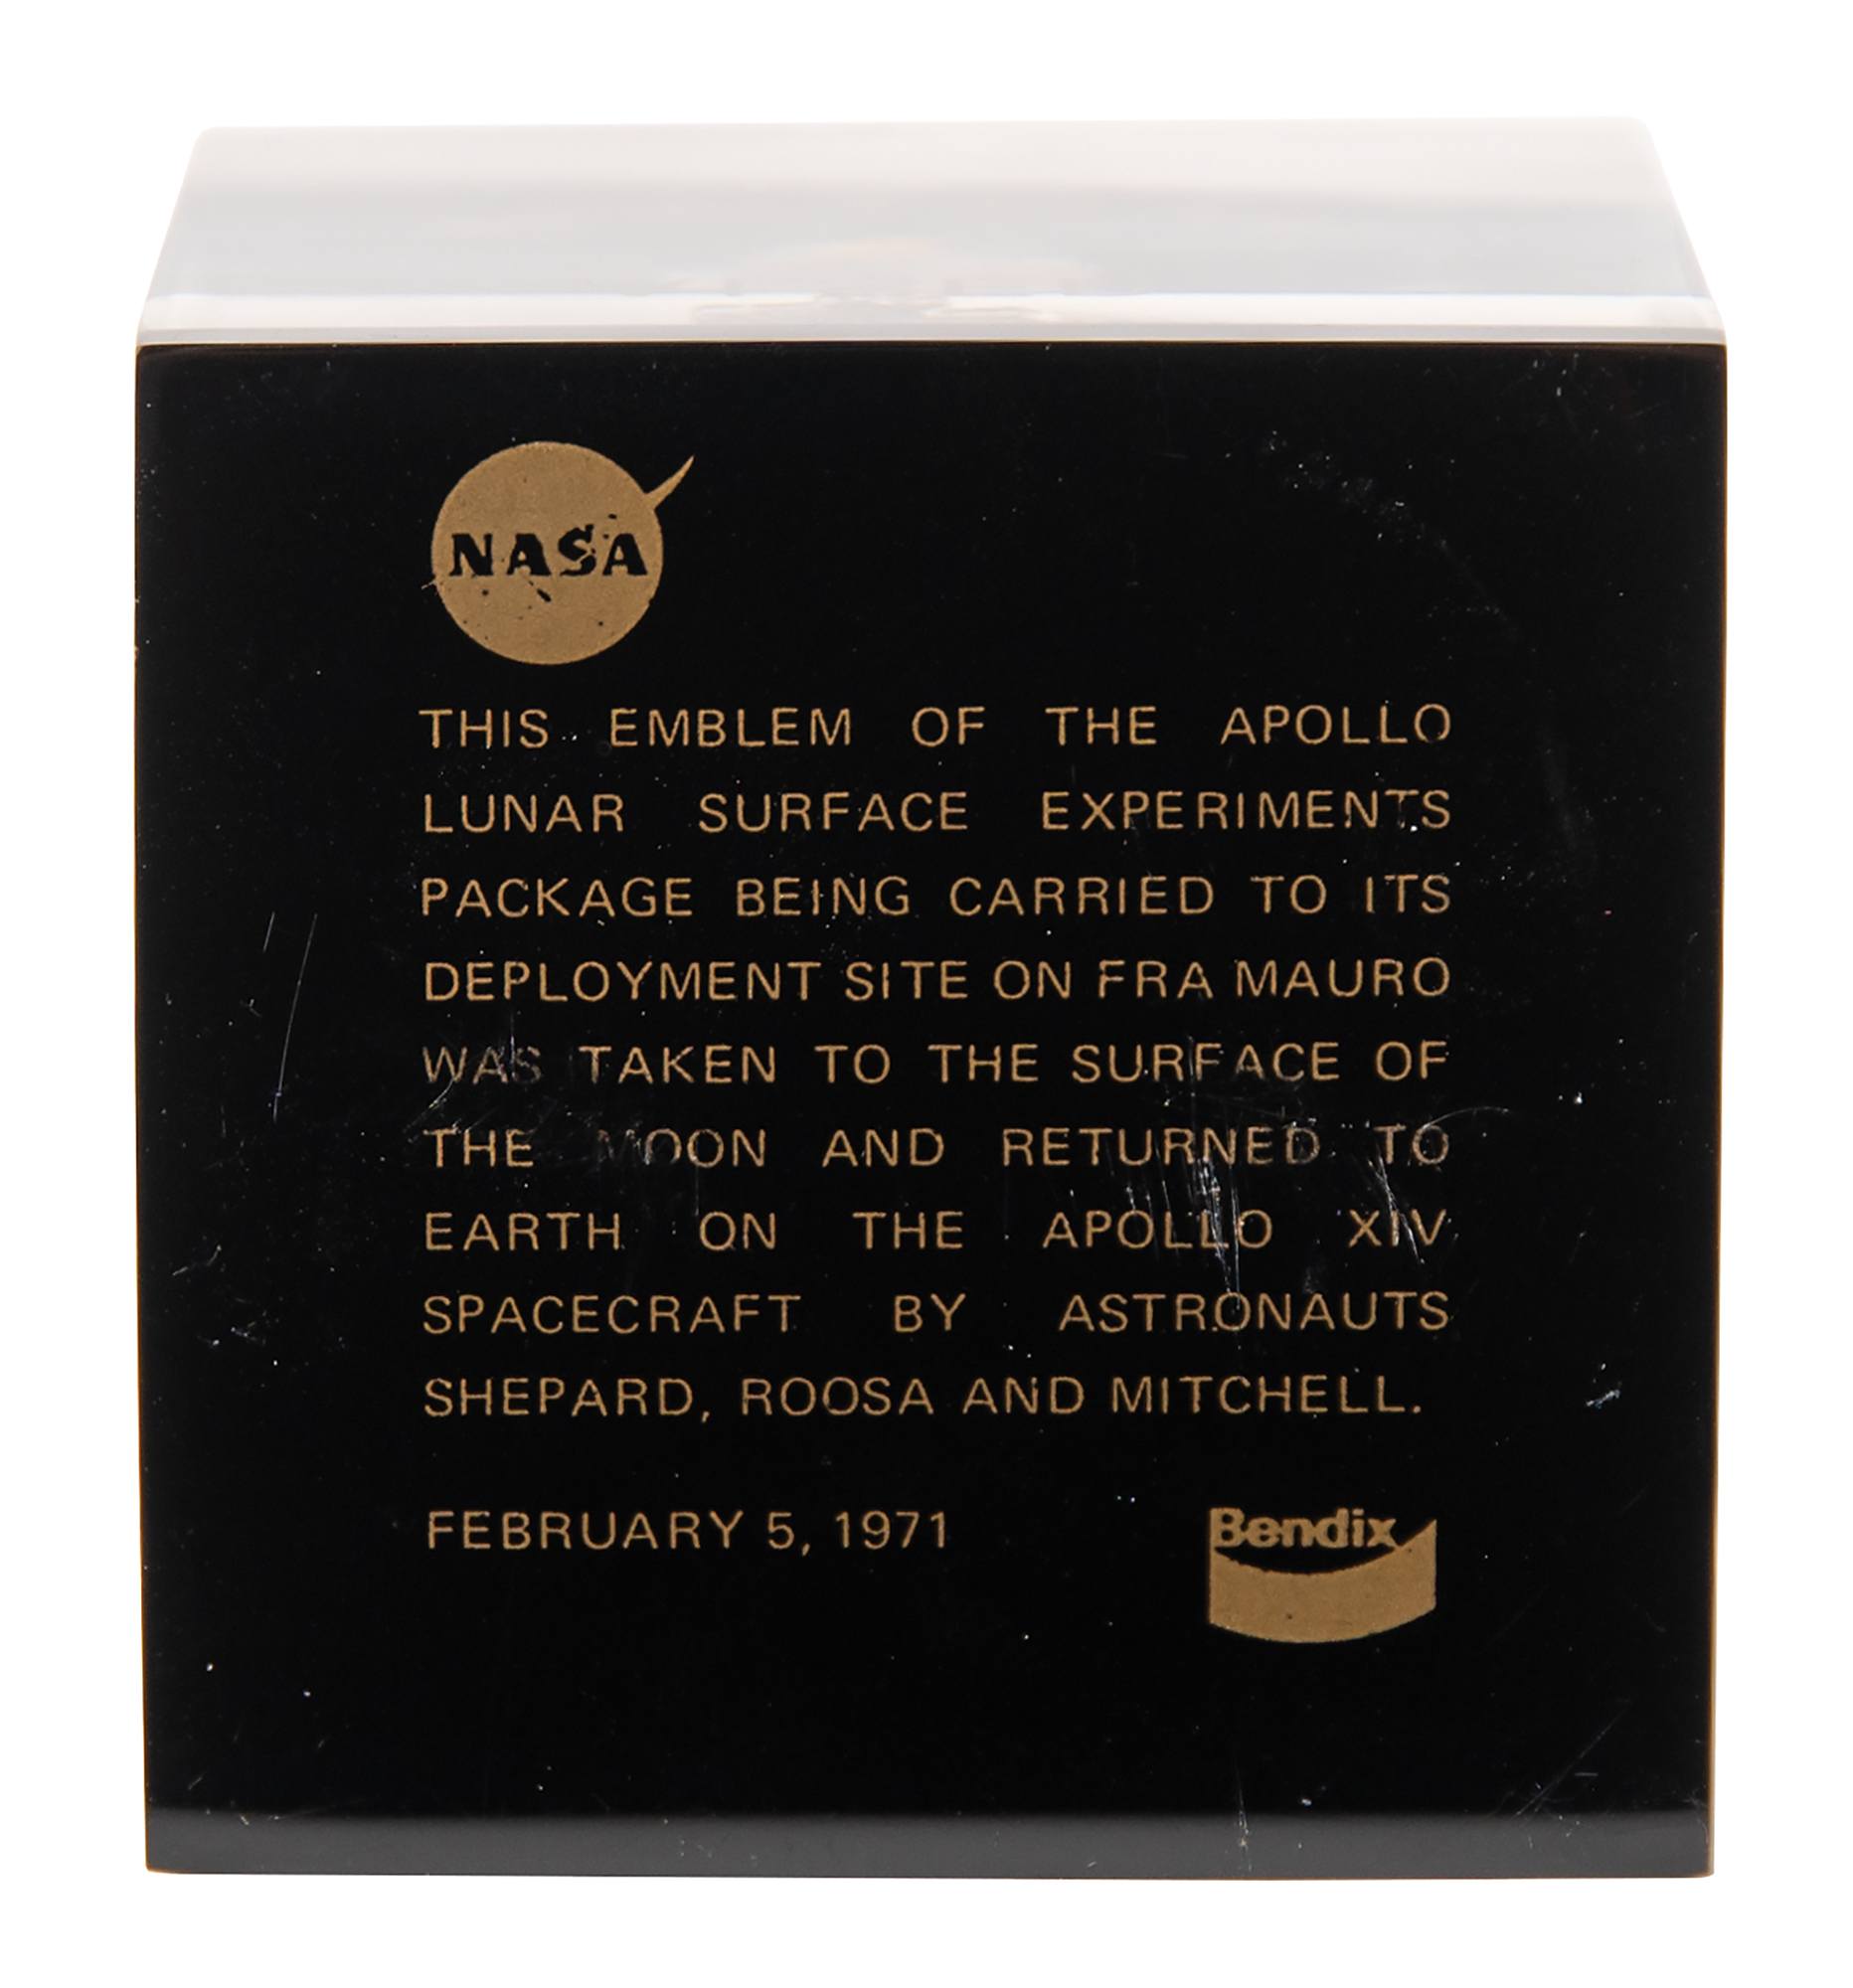 NASA
THIS EMBLEM OF THE APOLLO
LUNAR SURFACE EXPERIMENTS
PACKAGE BEING CARRIED TO ITS
DEPLOYMENT SITE ON FRA MAURO
WAS TAKEN TO THE SURFACE OF
THE MOON AND RETURNED TO
EARTH ON THE APOLLO XIV
SPACECRAFT BY ASTRONAUTS
SHEPARD, ROOSA AND MITCHELL.
FEBRUARY 5, 1971
Bendix